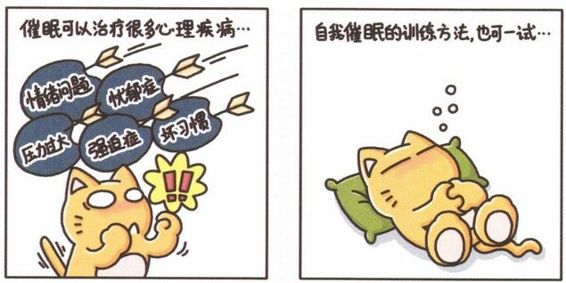 催眠可以治疗很多心理疾病…
情绪问题
忧郁症
压力过大
强迫症
坏习惯
!!
自我催眠的训练方法,也可一试…